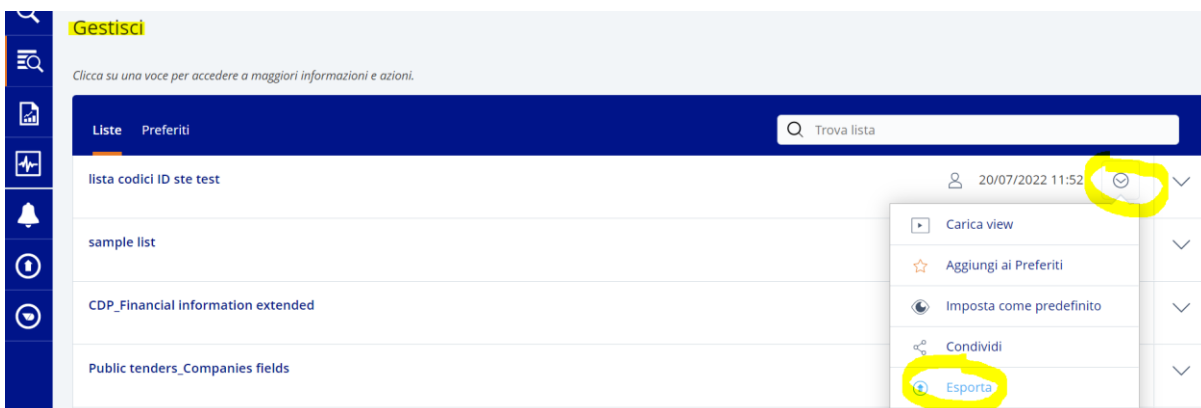 Gestisci
Clicca su una voce per accedere a maggiori informazioni e azioni.
Liste Preferiti Trova lista
lista codici ID ste test 20/07/2022 11:52
Carica view
sample list
Aggiungi ai Preferiti
CDP_Financial information extended
Imposta come predefinito
Condividi
Public tenders_Companies fields
Esporta